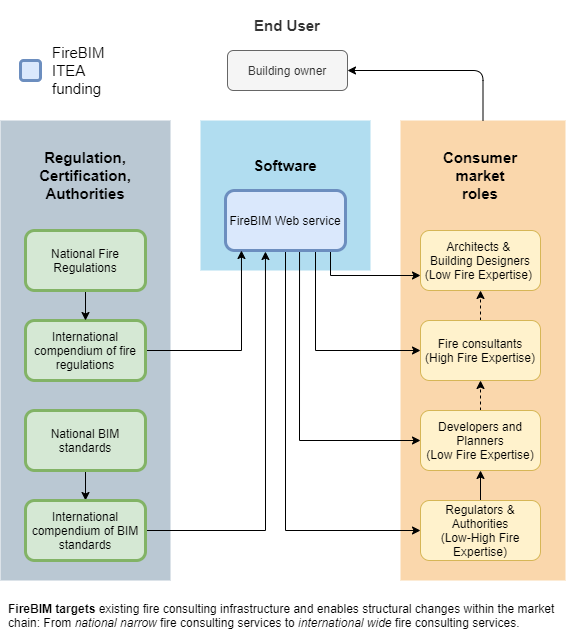 End User
FireBIM
ITEA
funding
Building owner
Regulation,
Certification,
Authorities
National Fire
Regulations
International
compendium of fire
regulations
National BIM
standards
International
compendium of BIM
standards
Software
FireBIM Web service
Consumer
market
roles
Architects &
Building Designers
(Low Fire Expertise)
Fire consultants
(High Fire Expertise)
Developers and
Planners
(Low Fire Expertise)
Regulators &
Authorities
(Low-High Fire
Expertise)
FireBIM targets existing fire consulting infrastructure and enables structural changes within the market
chain: From national narrow fire consulting services to international wide fire consulting services.